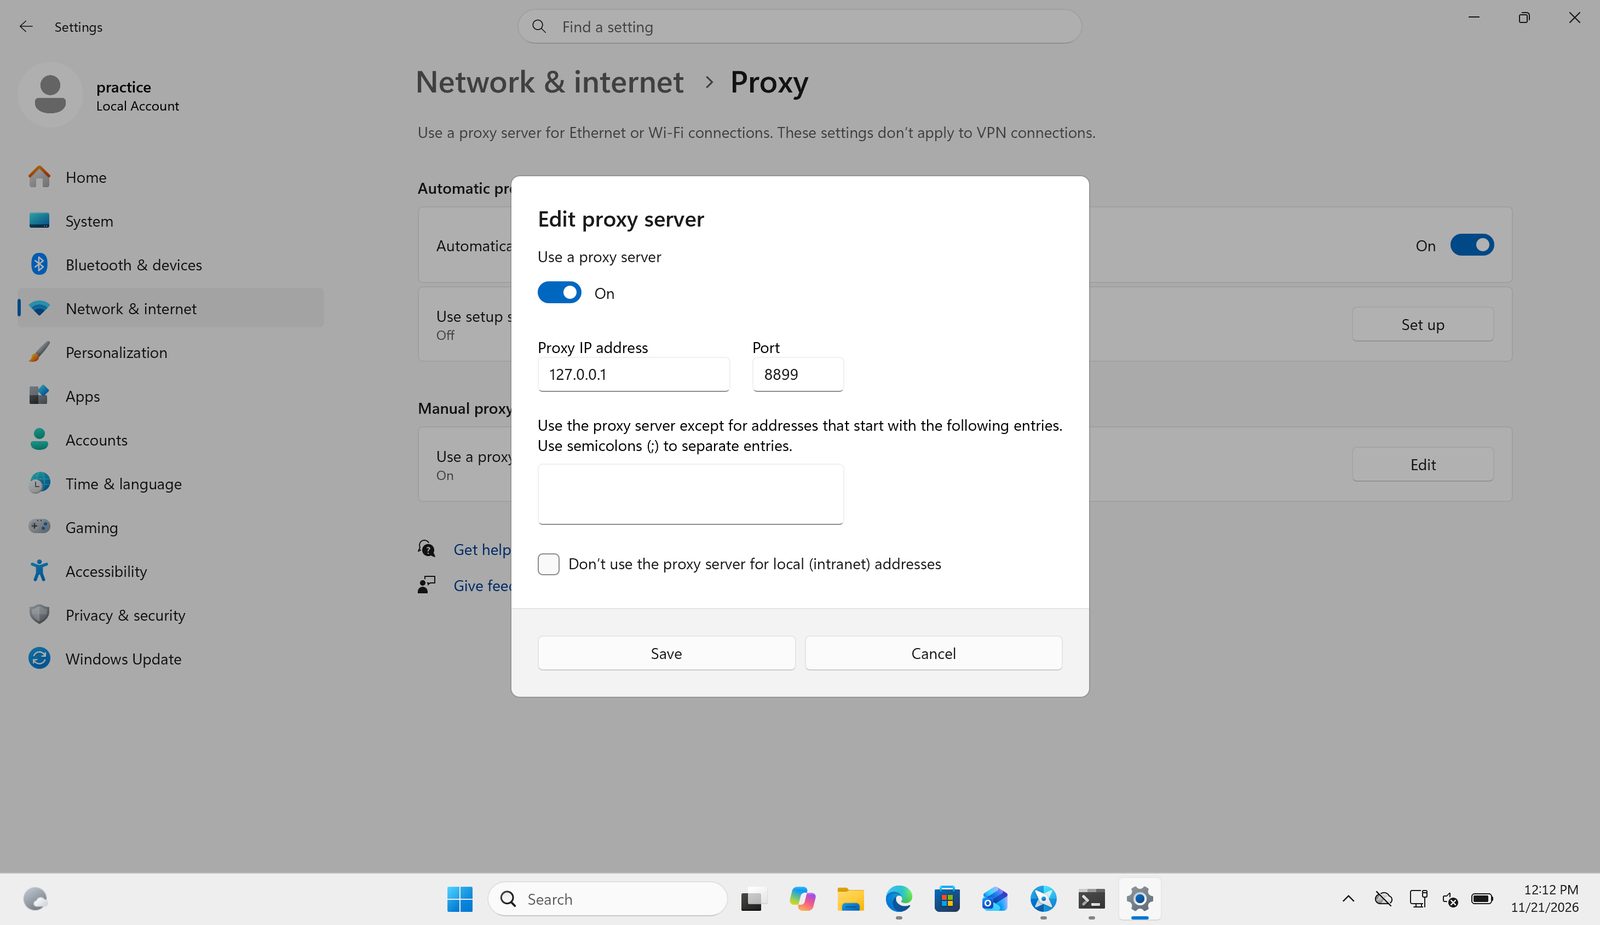 Settings
Find a setting
practice
Local Account
Home
System
Bluetooth & devices
Network & internet
Personalization
Apps
Accounts
Time & language
Gaming
Accessibility
Privacy & security
Windows Update
Network & internet › Proxy
Use a proxy server for Ethernet or Wi-Fi connections. These settings don't apply to VPN connections.
Automatic pr
Automatica
On
Use setup s
Off
Set up
Manual proxy
Use a proxy
On
Edit
Get help
Give fee
Edit proxy server
Use a proxy server
On
Proxy IP address
Port
127.0.0.1
8899
Use the proxy server except for addresses that start with the following entries.
Use semicolons (;) to separate entries.
Don't use the proxy server for local (intranet) addresses
Save
Cancel
Search
12:12 PM
11/21/2026